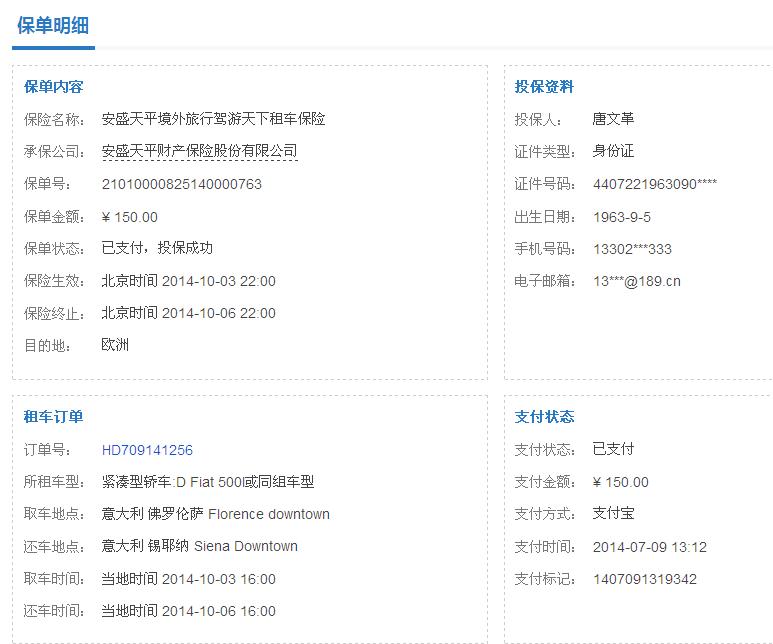 保单明细
保单内容
保险名称： 安盛天平境外旅行驾游天下租车保险
承保公司： 安盛天平财产保险股份有限公司
保单号： 21010000825140000763
保单金额： ¥ 150.00
保单状态： 已支付，投保成功
保险生效： 北京时间 2014-10-03 22:00
保险终止： 北京时间 2014-10-06 22:00
目的地： 欧洲
投保资料
投保人： 唐文革
证件类型： 身份证
证件号码： 4407221963090****
出生日期： 1963-9-5
手机号码： 13302***333
电子邮箱： 13***@189.cn
租车订单
订单号： HD709141256
所租车型： 紧凑型轿车:D Fiat 500l或同组车型
取车地点： 意大利 佛罗伦萨 Florence downtown
还车地点： 意大利 锡耶纳 Siena Downtown
取车时间： 当地时间 2014-10-03 16:00
还车时间： 当地时间 2014-10-06 16:00
支付状态
支付状态： 已支付
支付金额： ¥ 150.00
支付方式： 支付宝
支付时间： 2014-07-09 13:12
支付标记： 1407091319342